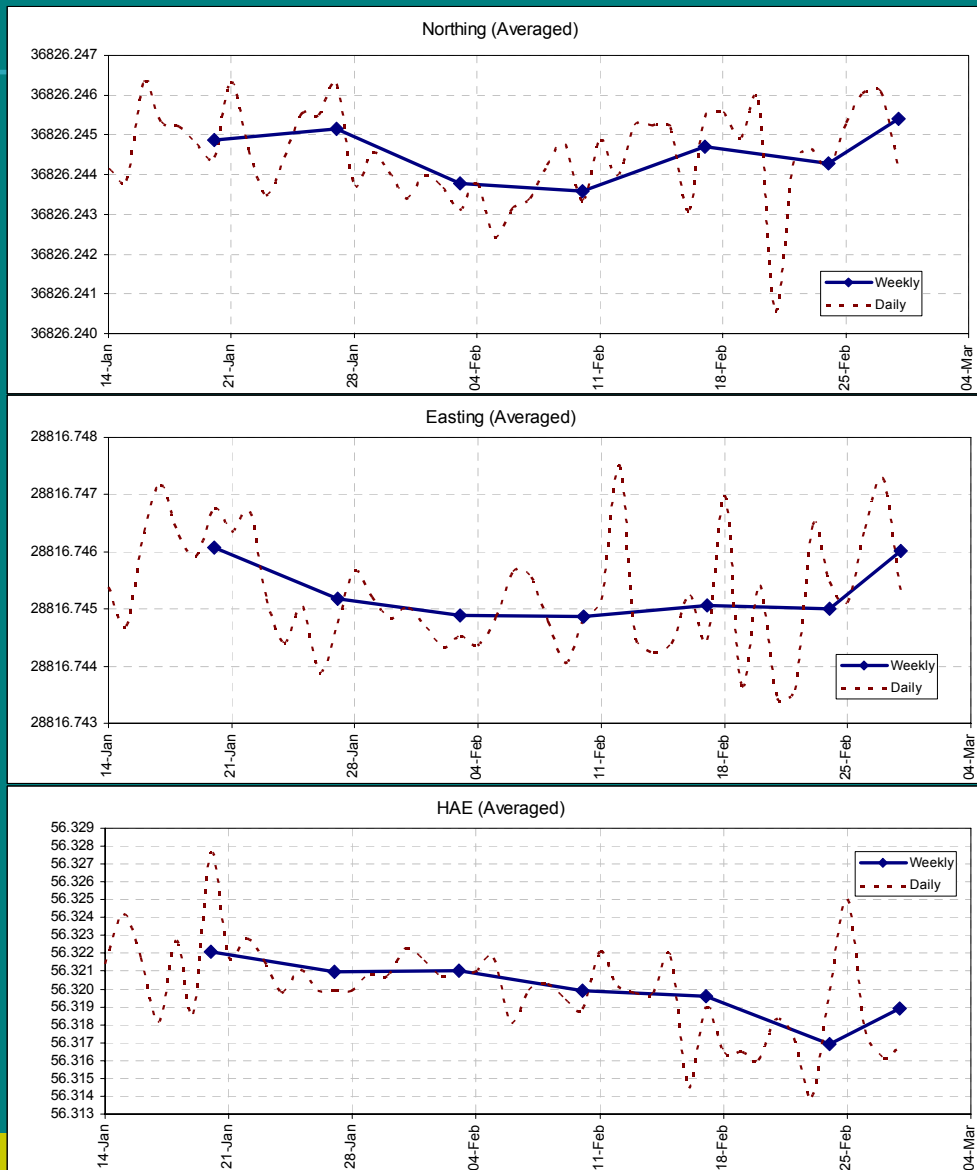 Northing (Averaged)
36826.247
36826.246
36826.245
36826.244
36826.243
36826.242
36826.241
36826.240
Weekly
Daily
14-Jan
21-Jan
28-Jan
04-Feb
11-Feb
18-Feb
25-Feb
04-Mar
Easting (Averaged)
28816.748
28816.747
28816.746
28816.745
28816.744
28816.743
Weekly
Daily
14-Jan
21-Jan
28-Jan
04-Feb
11-Feb
18-Feb
25-Feb
04-Mar
HAE (Averaged)
56.329
56.328
56.327
56.326
56.325
56.324
56.323
56.322
56.321
56.320
56.319
56.318
56.317
56.316
56.315
56.314
56.313
Weekly
Daily
14-Jan
21-Jan
28-Jan
04-Feb
11-Feb
18-Feb
25-Feb
04-Mar